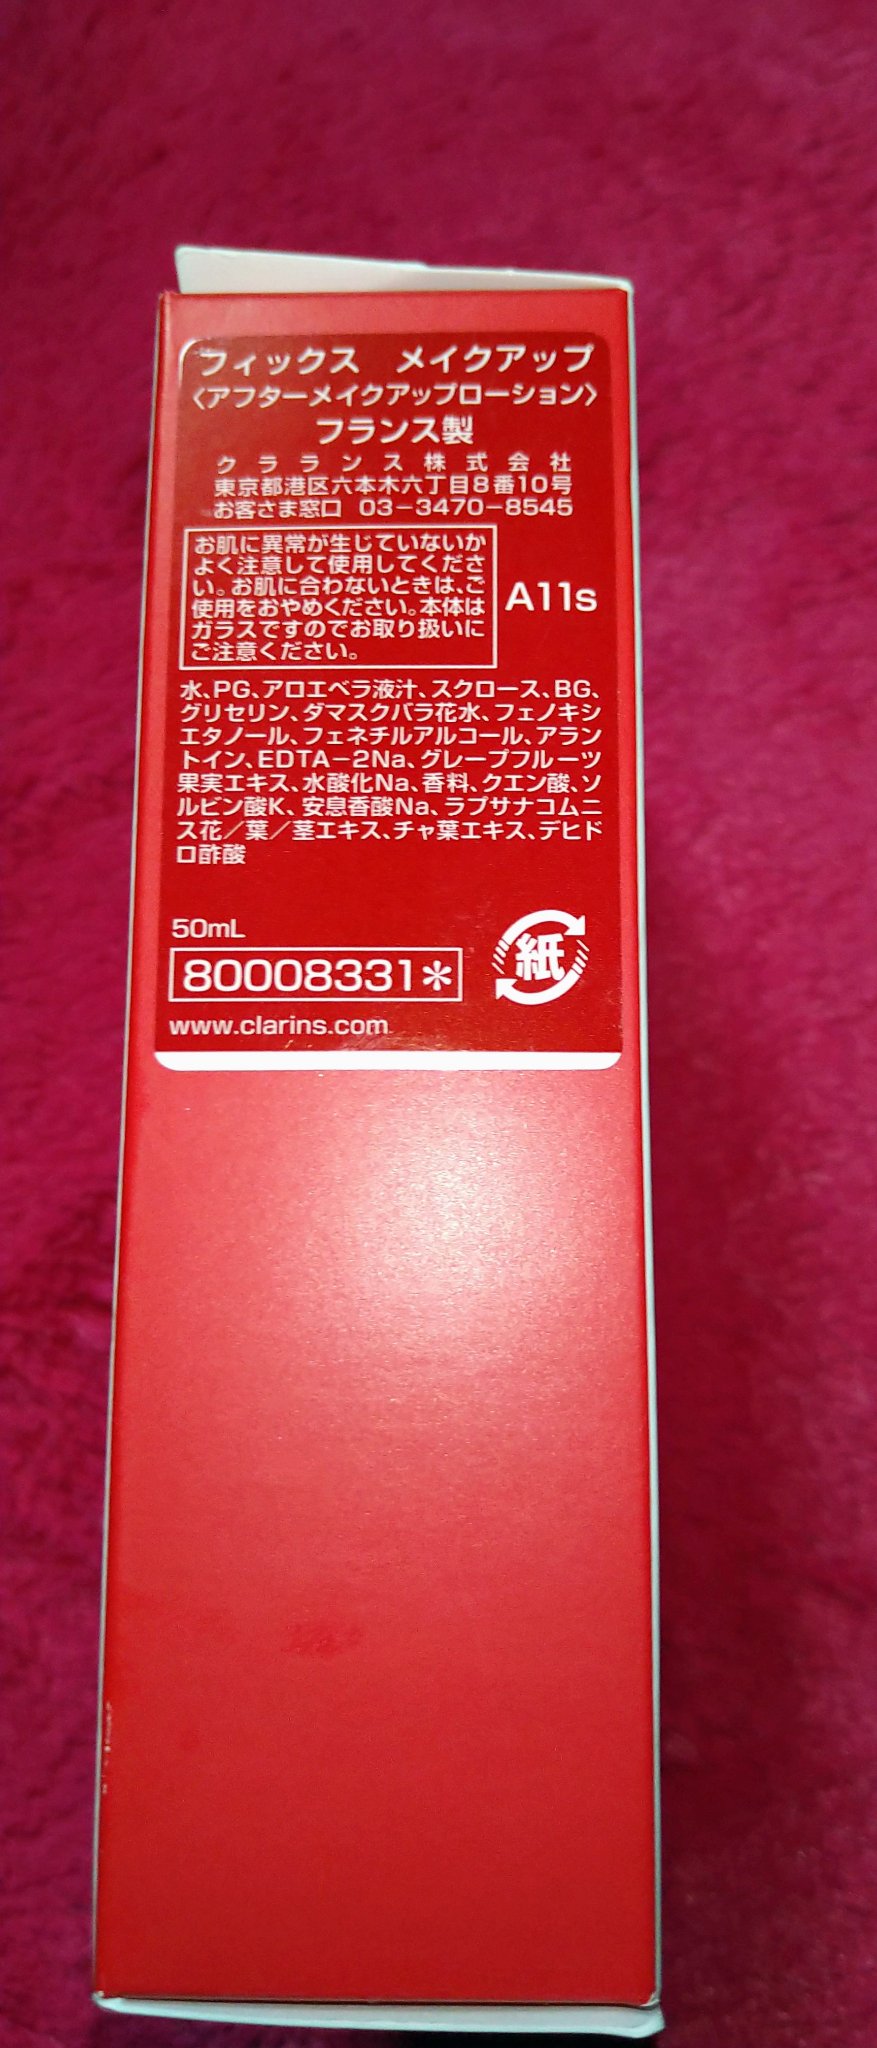 フィックス　メイクアップ
〈アフターメイクアップローション〉
フランス製
クラランス株式会社
東京都港区六本木六丁目8番10号
お客さま窓口 03-3470-8545
お肌に異常が生じていないか
よく注意して使用してくださ
い。お肌に合わないときは、ご
使用をおやめください。本体は
ガラスですのでお取り扱いに
ご注意ください。
A11s
水、PG、アロエベラ液汁、スクロース、BG、
グリセリン、ダマスクバラ花水、フェノキシ
エタノール、フェネチルアルコール、アラン
トイン、EDTA-2Na、グレープフルーツ
果実エキス、水酸化Na、香料、クエン酸、ソ
ルビン酸K、安息香酸Na、ラプサナコムニ
ス花/葉/茎エキス、チャ葉エキス、デヒド
ロ酢酸
50mL
紙
80008331*
www.clarins.com